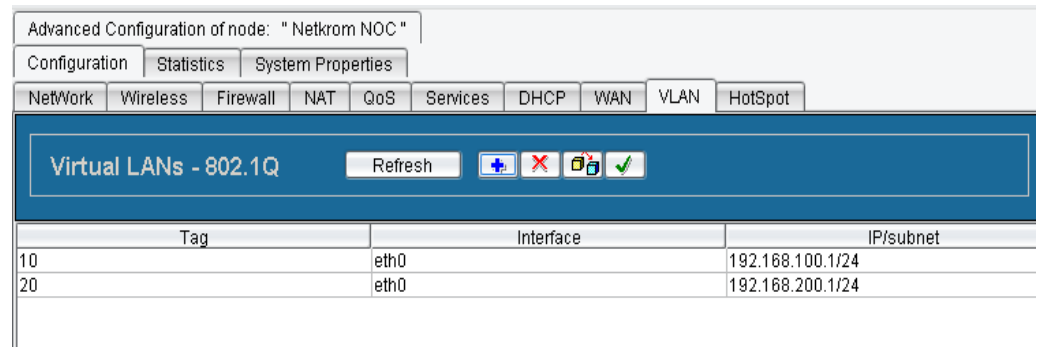 Advanced Configuration of node: " Netkrom NOC "
Configuration Statistics System Properties
NetWork Wireless Firewall NAT QoS Services DHCP WAN VLAN HotSpot
Virtual LANs - 802.1Q Refresh
Tag Interface IP/subnet
10 eth0 192.168.100.1/24
20 eth0 192.168.200.1/24